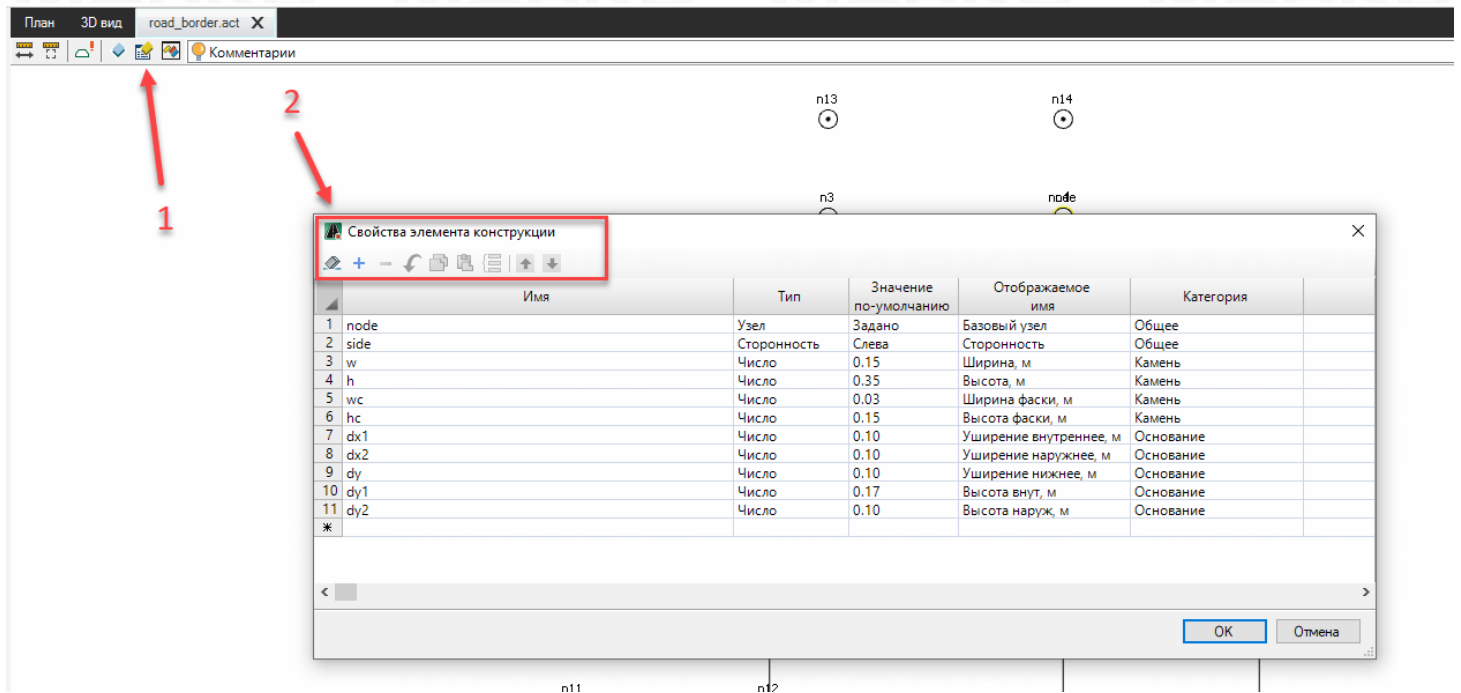 План 3D вид road_border.act X
Комментарии
2
n13 n14
n3
1
Свойства элемента конструкции
Имя Тип Значение по-умолчанию Отображаемое имя Категория
1 node Узел Задано Базовый узел Общее
2 side Сторонность Слева Сторонность Общее
3 w Число 0.15 Ширина, м Камень
4 h Число 0.35 Высота, м Камень
5 wc Число 0.03 Ширина фаски, м Камень
6 hc Число 0.15 Высота фаски, м Камень
7 dx1 Число 0.10 Уширение внутреннее, м Основание
8 dx2 Число 0.10 Уширение наружнее, м Основание
9 dy Число 0.10 Уширение нижнее, м Основание
10 dy1 Число 0.17 Высота внут, м Основание
11 dy2 Число 0.10 Высота наруж, м Основание
OK Отмена
n11 n12